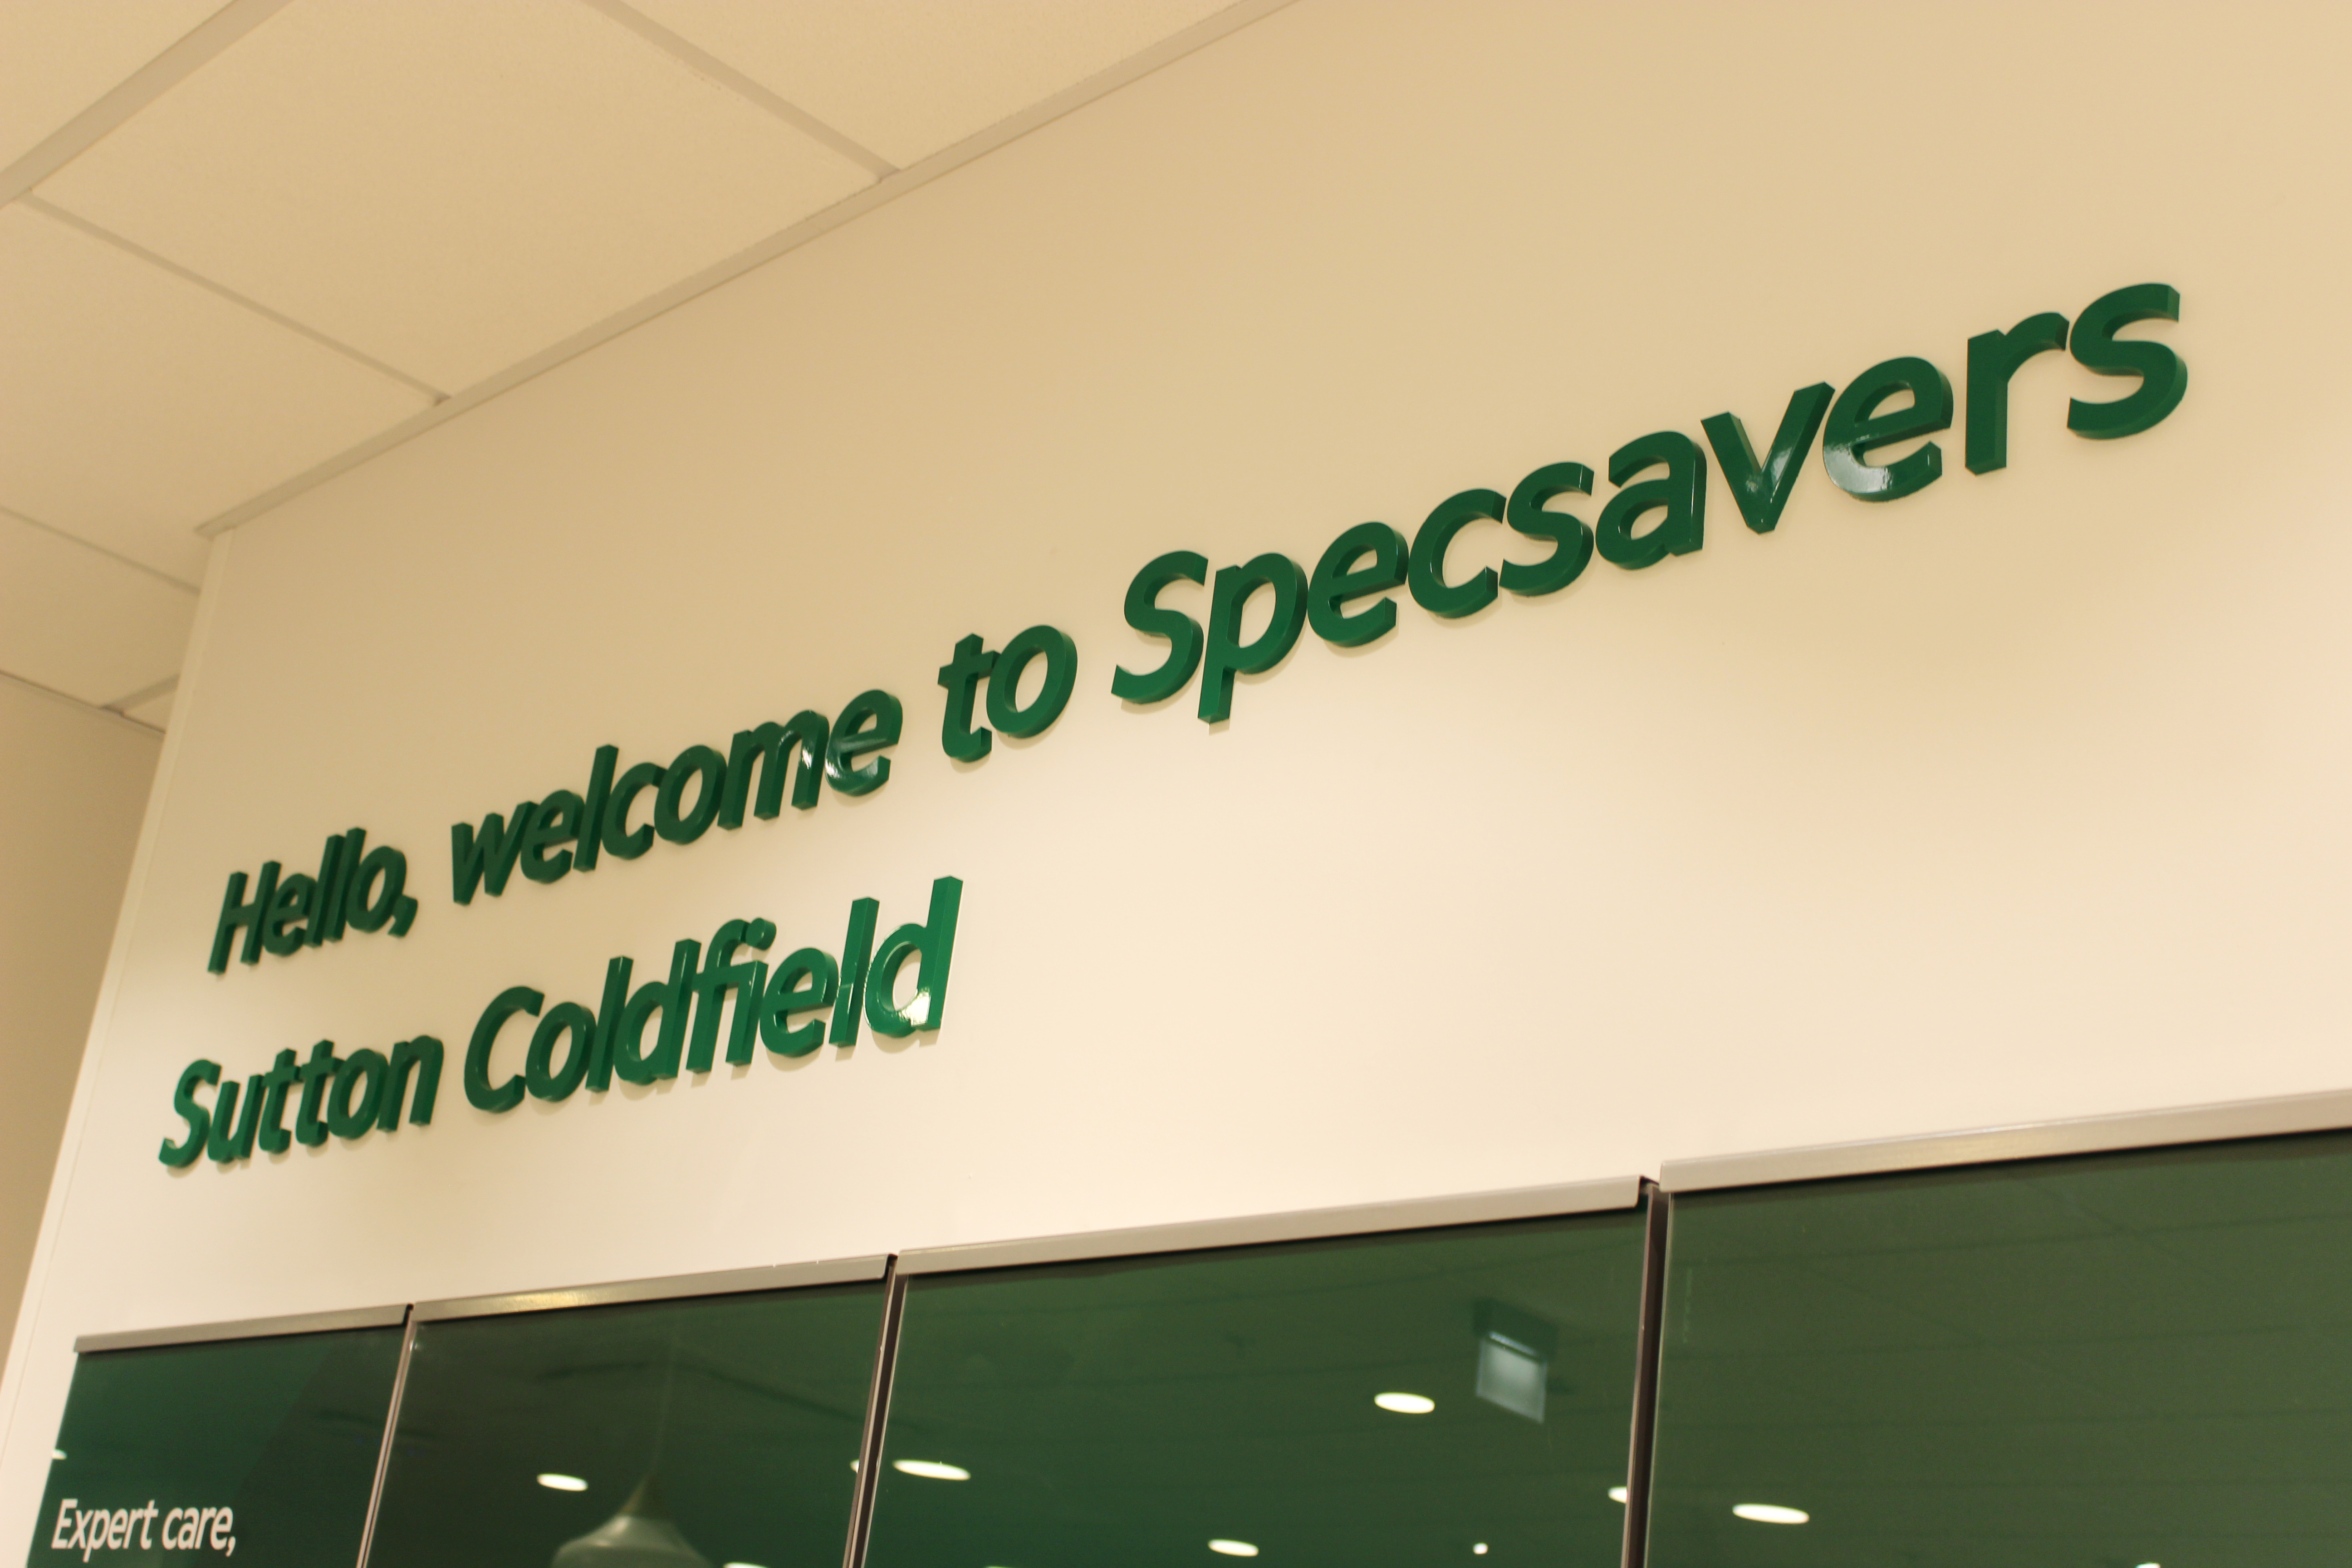 Hello, welcome to Specsavers
Sutton Coldfield
Expert care,